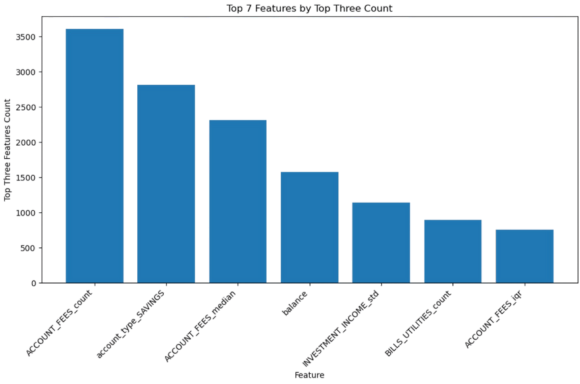 Top 7 Features by Top Three Count
Top Three Features Count
3500
3000
2500
2000
1500
1000
500
0
ACCOUNT_FEES_count
account_type_SAVINGS
ACCOUNT_FEES_median
balance
INVESTMENT_INCOME_std
BILLS_UTILITIES_count
ACCOUNT_FEES_iqr
Feature